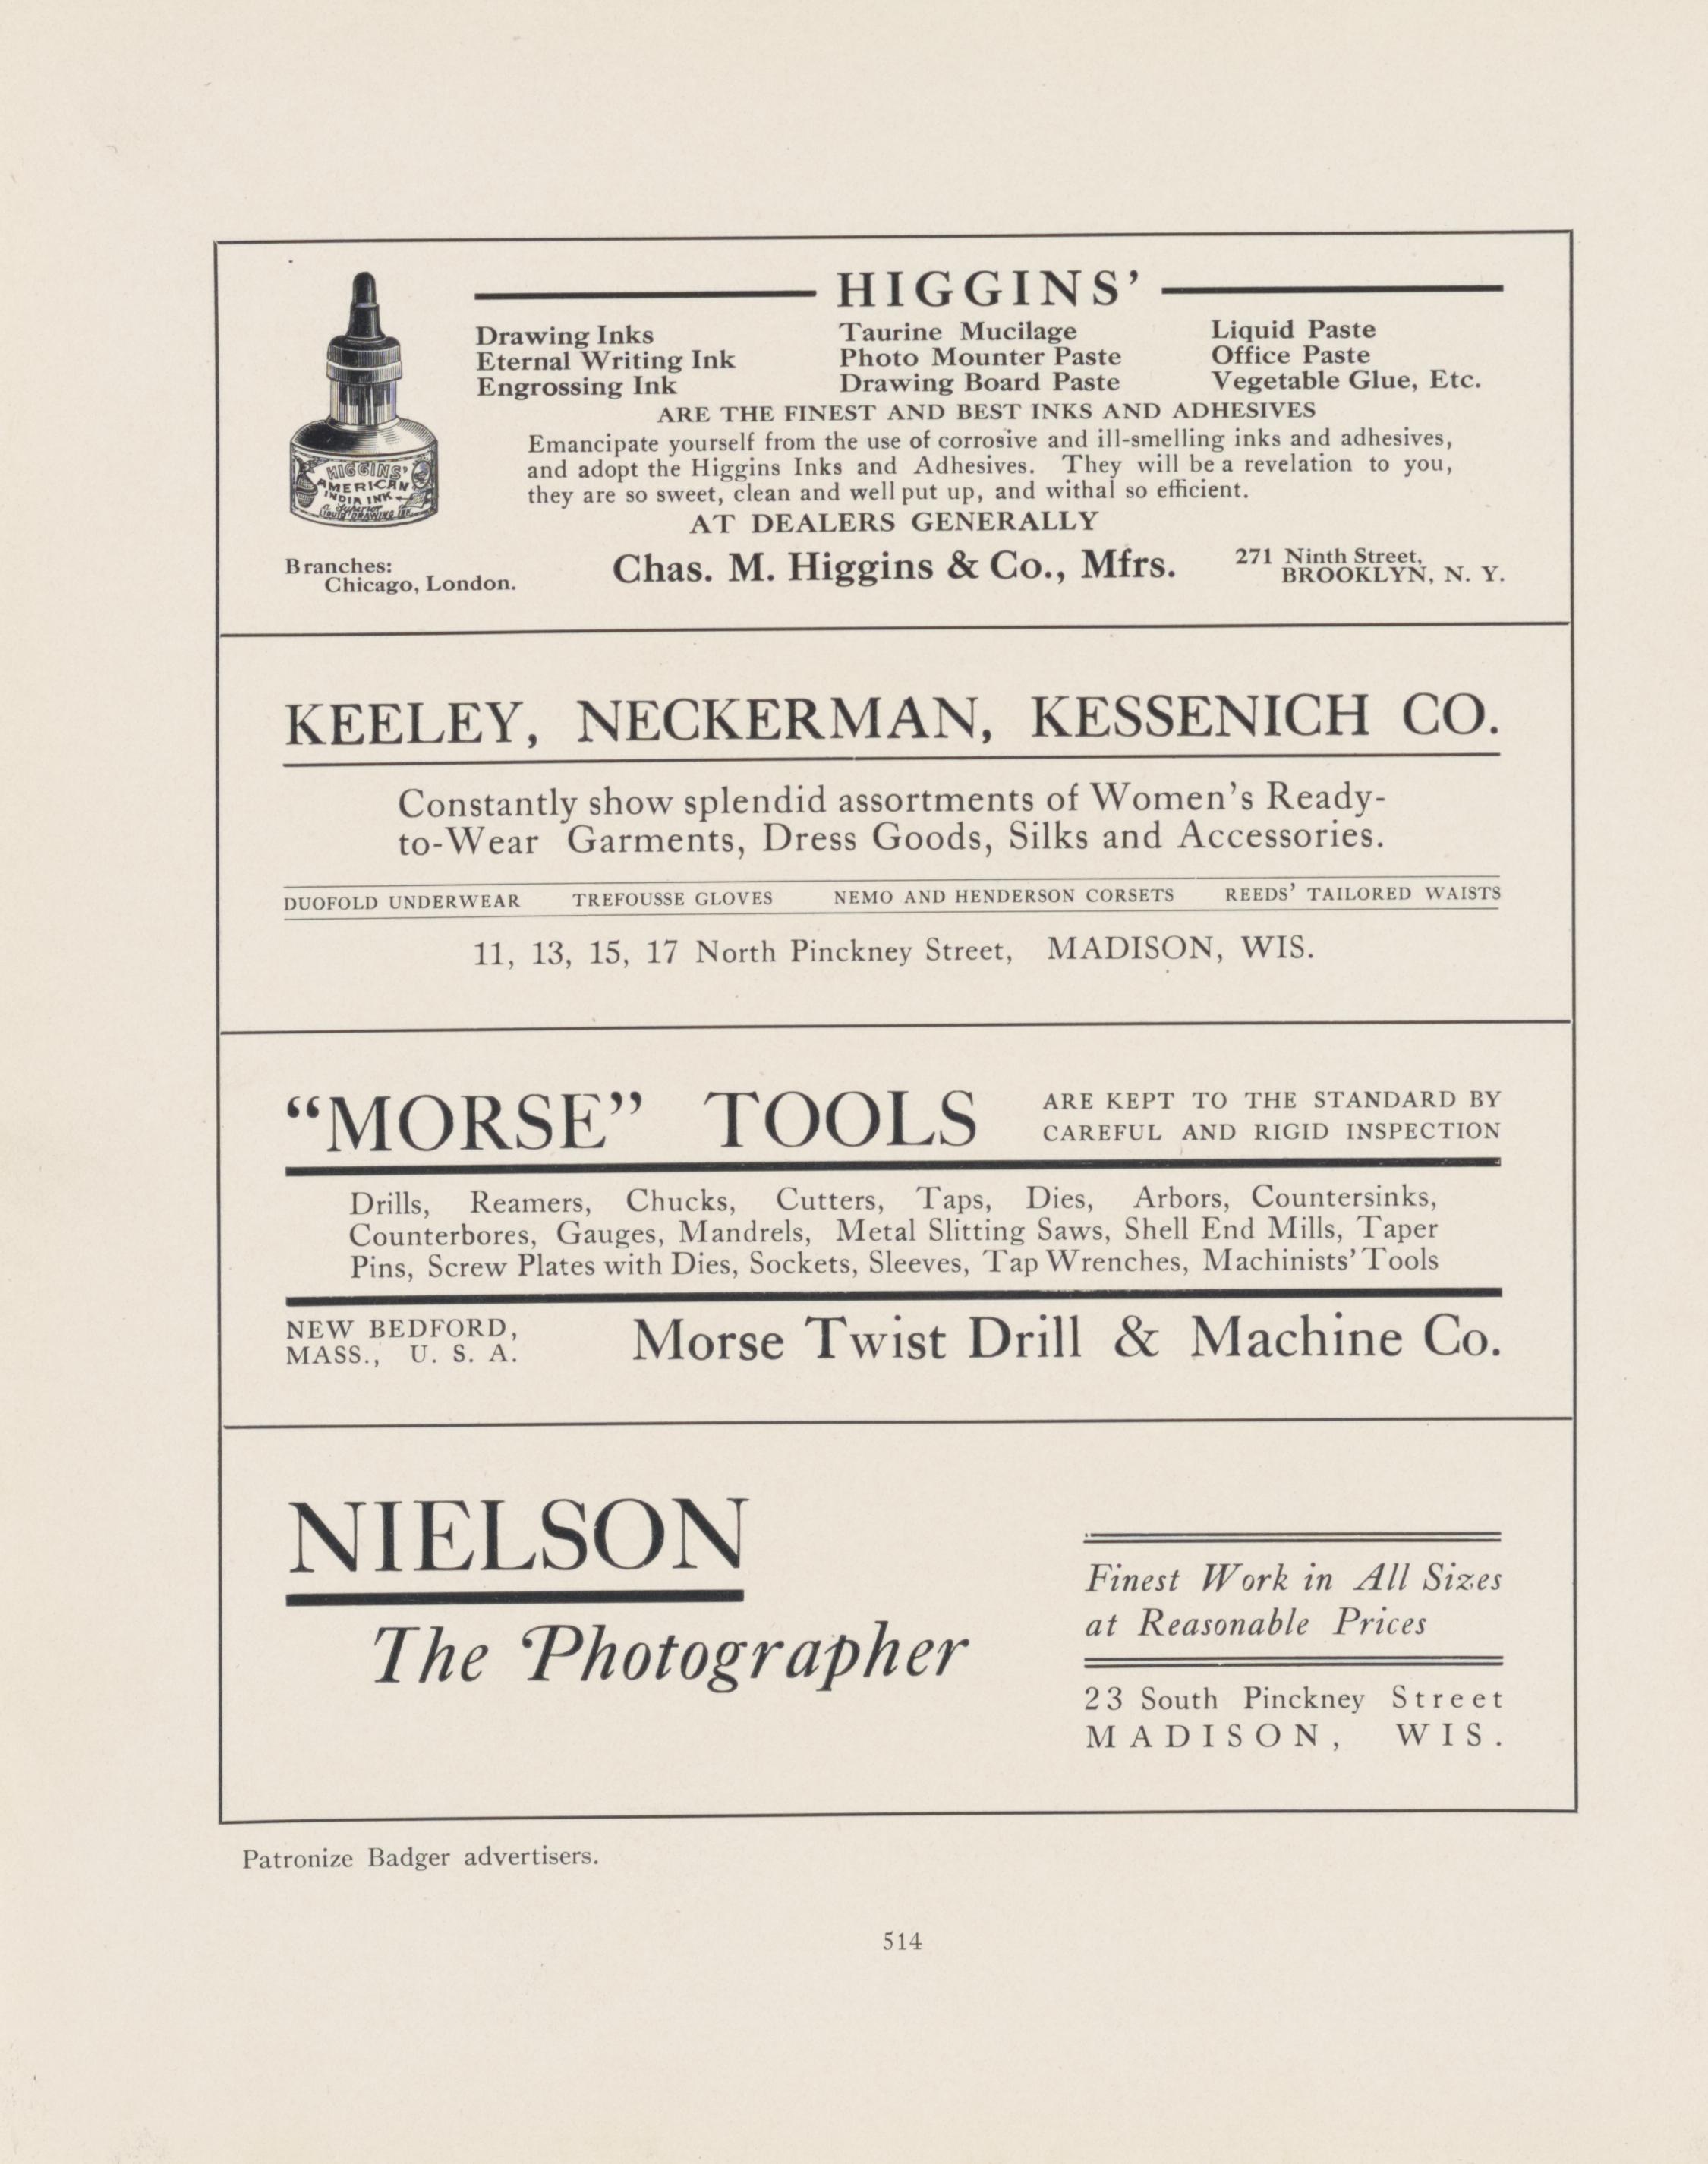 HIGGINS’
Drawing Inks
Eternal Writing Ink
Engrossing Ink
Taurine Mucilage
Photo Mounter Paste
Drawing Board Paste
Liquid Paste
Office Paste
Vegetable Glue, Etc.
ARE THE FINEST AND BEST INKS AND ADHESIVES
Emancipate yourself from the use of corrosive and ill-smelling inks and adhesives,
and adopt the Higgins Inks and Adhesives. They will be a revelation to you,
they are so sweet, clean and well put up, and withal so efficient.
AT DEALERS GENERALLY
HIGGINS’
AMERICAN
INDIA INK
Superior
Liquid Drawing Ink
Branches:
Chicago, London.
Chas. M. Higgins & Co., Mfrs.
271 Ninth Street,
BROOKLYN, N. Y.
KEELEY, NECKERMAN, KESSENICH CO.
Constantly show splendid assortments of Women’s Ready-
to-Wear Garments, Dress Goods, Silks and Accessories.
DUOFOLD UNDERWEAR TREFOUSSE GLOVES NEMO AND HENDERSON CORSETS REEDS’ TAILORED WAISTS
11, 13, 15, 17 North Pinckney Street, MADISON, WIS.
“MORSE” TOOLS
ARE KEPT TO THE STANDARD BY
CAREFUL AND RIGID INSPECTION
Drills, Reamers, Chucks, Cutters, Taps, Dies, Arbors, Countersinks,
Counterbores, Gauges, Mandrels, Metal Slitting Saws, Shell End Mills, Taper
Pins, Screw Plates with Dies, Sockets, Sleeves, Tap Wrenches, Machinists’ Tools
NEW BEDFORD,
MASS., U. S. A.
Morse Twist Drill & Machine Co.
NIELSON
The Photographer
Finest Work in All Sizes
at Reasonable Prices
23 South Pinckney Street
MADISON, WIS.
Patronize Badger advertisers.
514